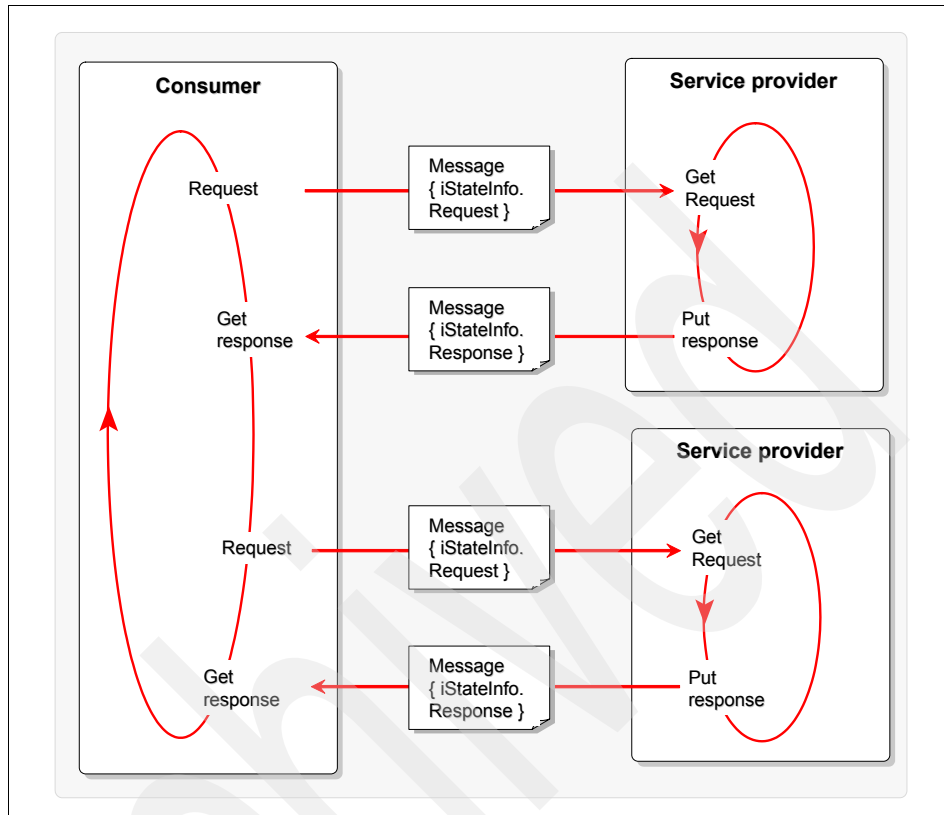 Consumer
Request
Get
response
Request
Get
response
Message
{ iStateInfo.
Request }
Message
{ iStateInfo.
Response }
Message
{ iStateInfo.
Request }
Message
{ iStateInfo.
Response }
Service provider
Get
Request
Put
response
Service provider
Get
Request
Put
response